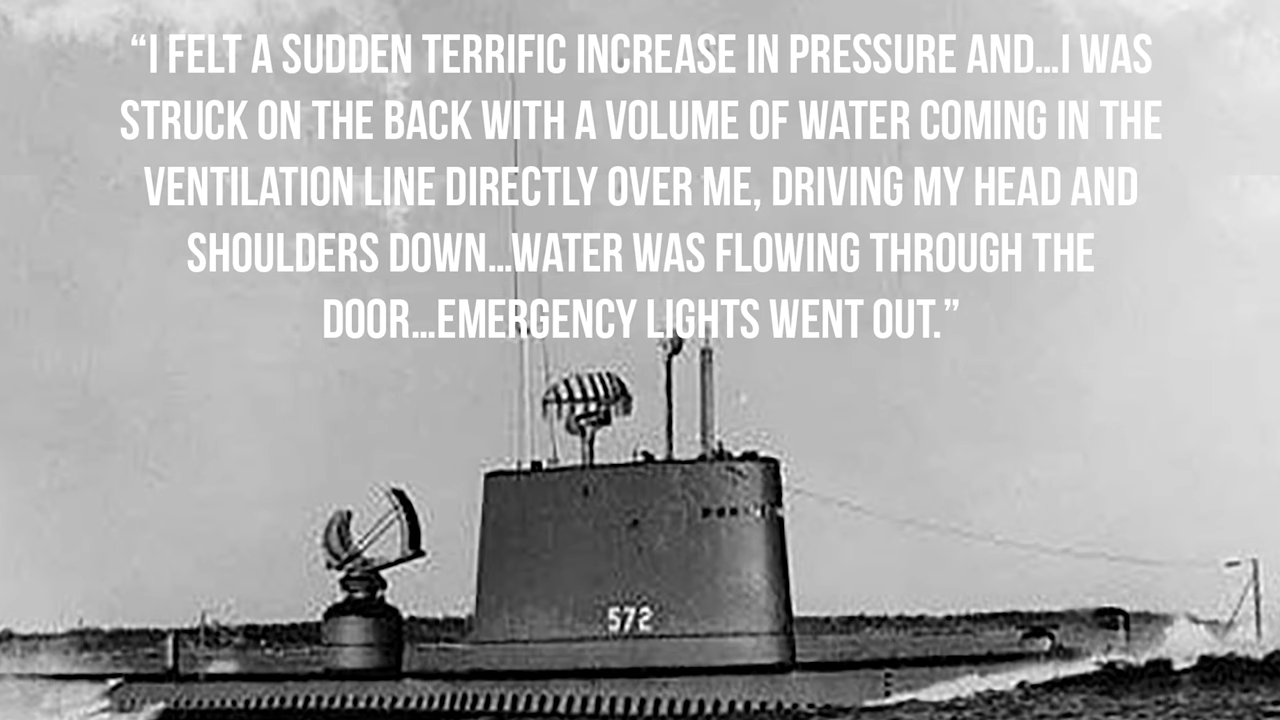 “I FELT A SUDDEN TERRIFIC INCREASE IN PRESSURE AND...I WAS
STRUCK ON THE BACK WITH A VOLUME OF WATER COMING IN THE
VENTILATION LINE DIRECTLY OVER ME, DRIVING MY HEAD AND
SHOULDERS DOWN...WATER WAS FLOWING THROUGH THE
DOOR...EMERGENCY LIGHTS WENT OUT.”
572